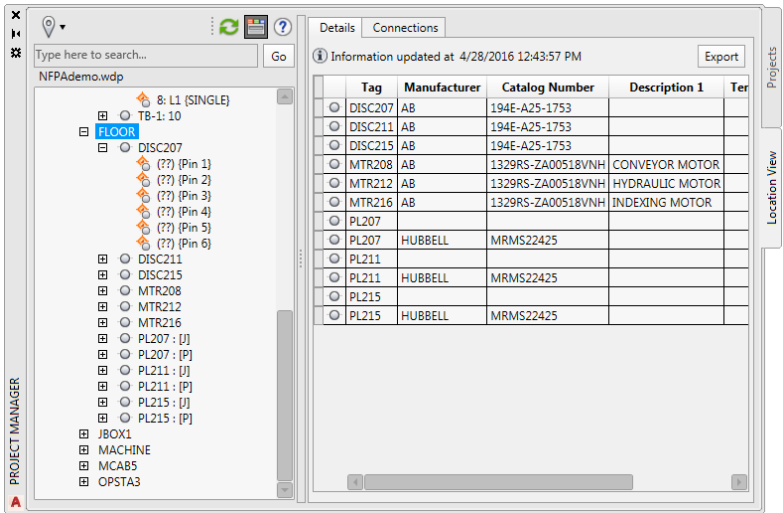 Type here to search...
Go
NFPAdemo.wdp
8: L1 {SINGLE}
TB-1: 10
FLOOR
DISC207
(??) {Pin 1}
(??) {Pin 2}
(??) {Pin 3}
(??) {Pin 4}
(??) {Pin 5}
(??) {Pin 6}
DISC211
DISC215
MTR208
MTR212
MTR216
PL207 : [J]
PL207 : [P]
PL211 : [J]
PL211 : [P]
PL215 : [J]
PL215 : [P]
JBOX1
MACHINE
MCAB5
OPSTA3
PROJECT MANAGER
Details Connections
Information updated at 4/28/2016 12:43:57 PM Export
Tag Manufacturer Catalog Number Description 1 Ter
DISC207 AB 194E-A25-1753
DISC211 AB 194E-A25-1753
DISC215 AB 194E-A25-1753
MTR208 AB 1329RS-ZA00518VNH CONVEYOR MOTOR
MTR212 AB 1329RS-ZA00518VNH HYDRAULIC MOTOR
MTR216 AB 1329RS-ZA00518VNH INDEXING MOTOR
PL207
PL207 HUBBELL MRMS22425
PL211
PL211 HUBBELL MRMS22425
PL215
PL215 HUBBELL MRMS22425
Projects
Location View